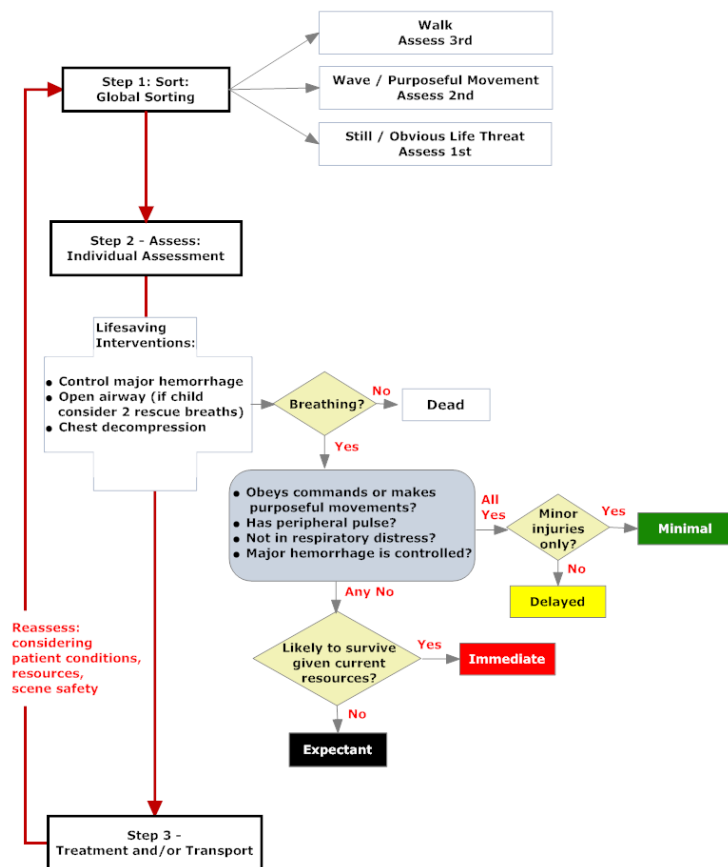 Walk
Assess 3rd
Step 1: Sort:
Global Sorting
Wave / Purposeful Movement
Assess 2nd
Still / Obvious Life Threat
Assess 1st
Step 2 - Assess:
Individual Assessment
Lifesaving
Interventions:
● Control major hemorrhage
● Open airway (if child
consider 2 rescue breaths)
● Chest decompression
Breathing?
No
Dead
Yes
● Obeys commands or makes
purposeful movements?
● Has peripheral pulse?
● Not in respiratory distress?
● Major hemorrhage is controlled?
All
Yes
Minor
injuries
only?
Yes
Minimal
No
Delayed
Any No
Likely to survive
given current
resources?
Yes
Immediate
No
Expectant
Reassess:
considering
patient conditions,
resources,
scene safety
Step 3 -
Treatment and/or Transport